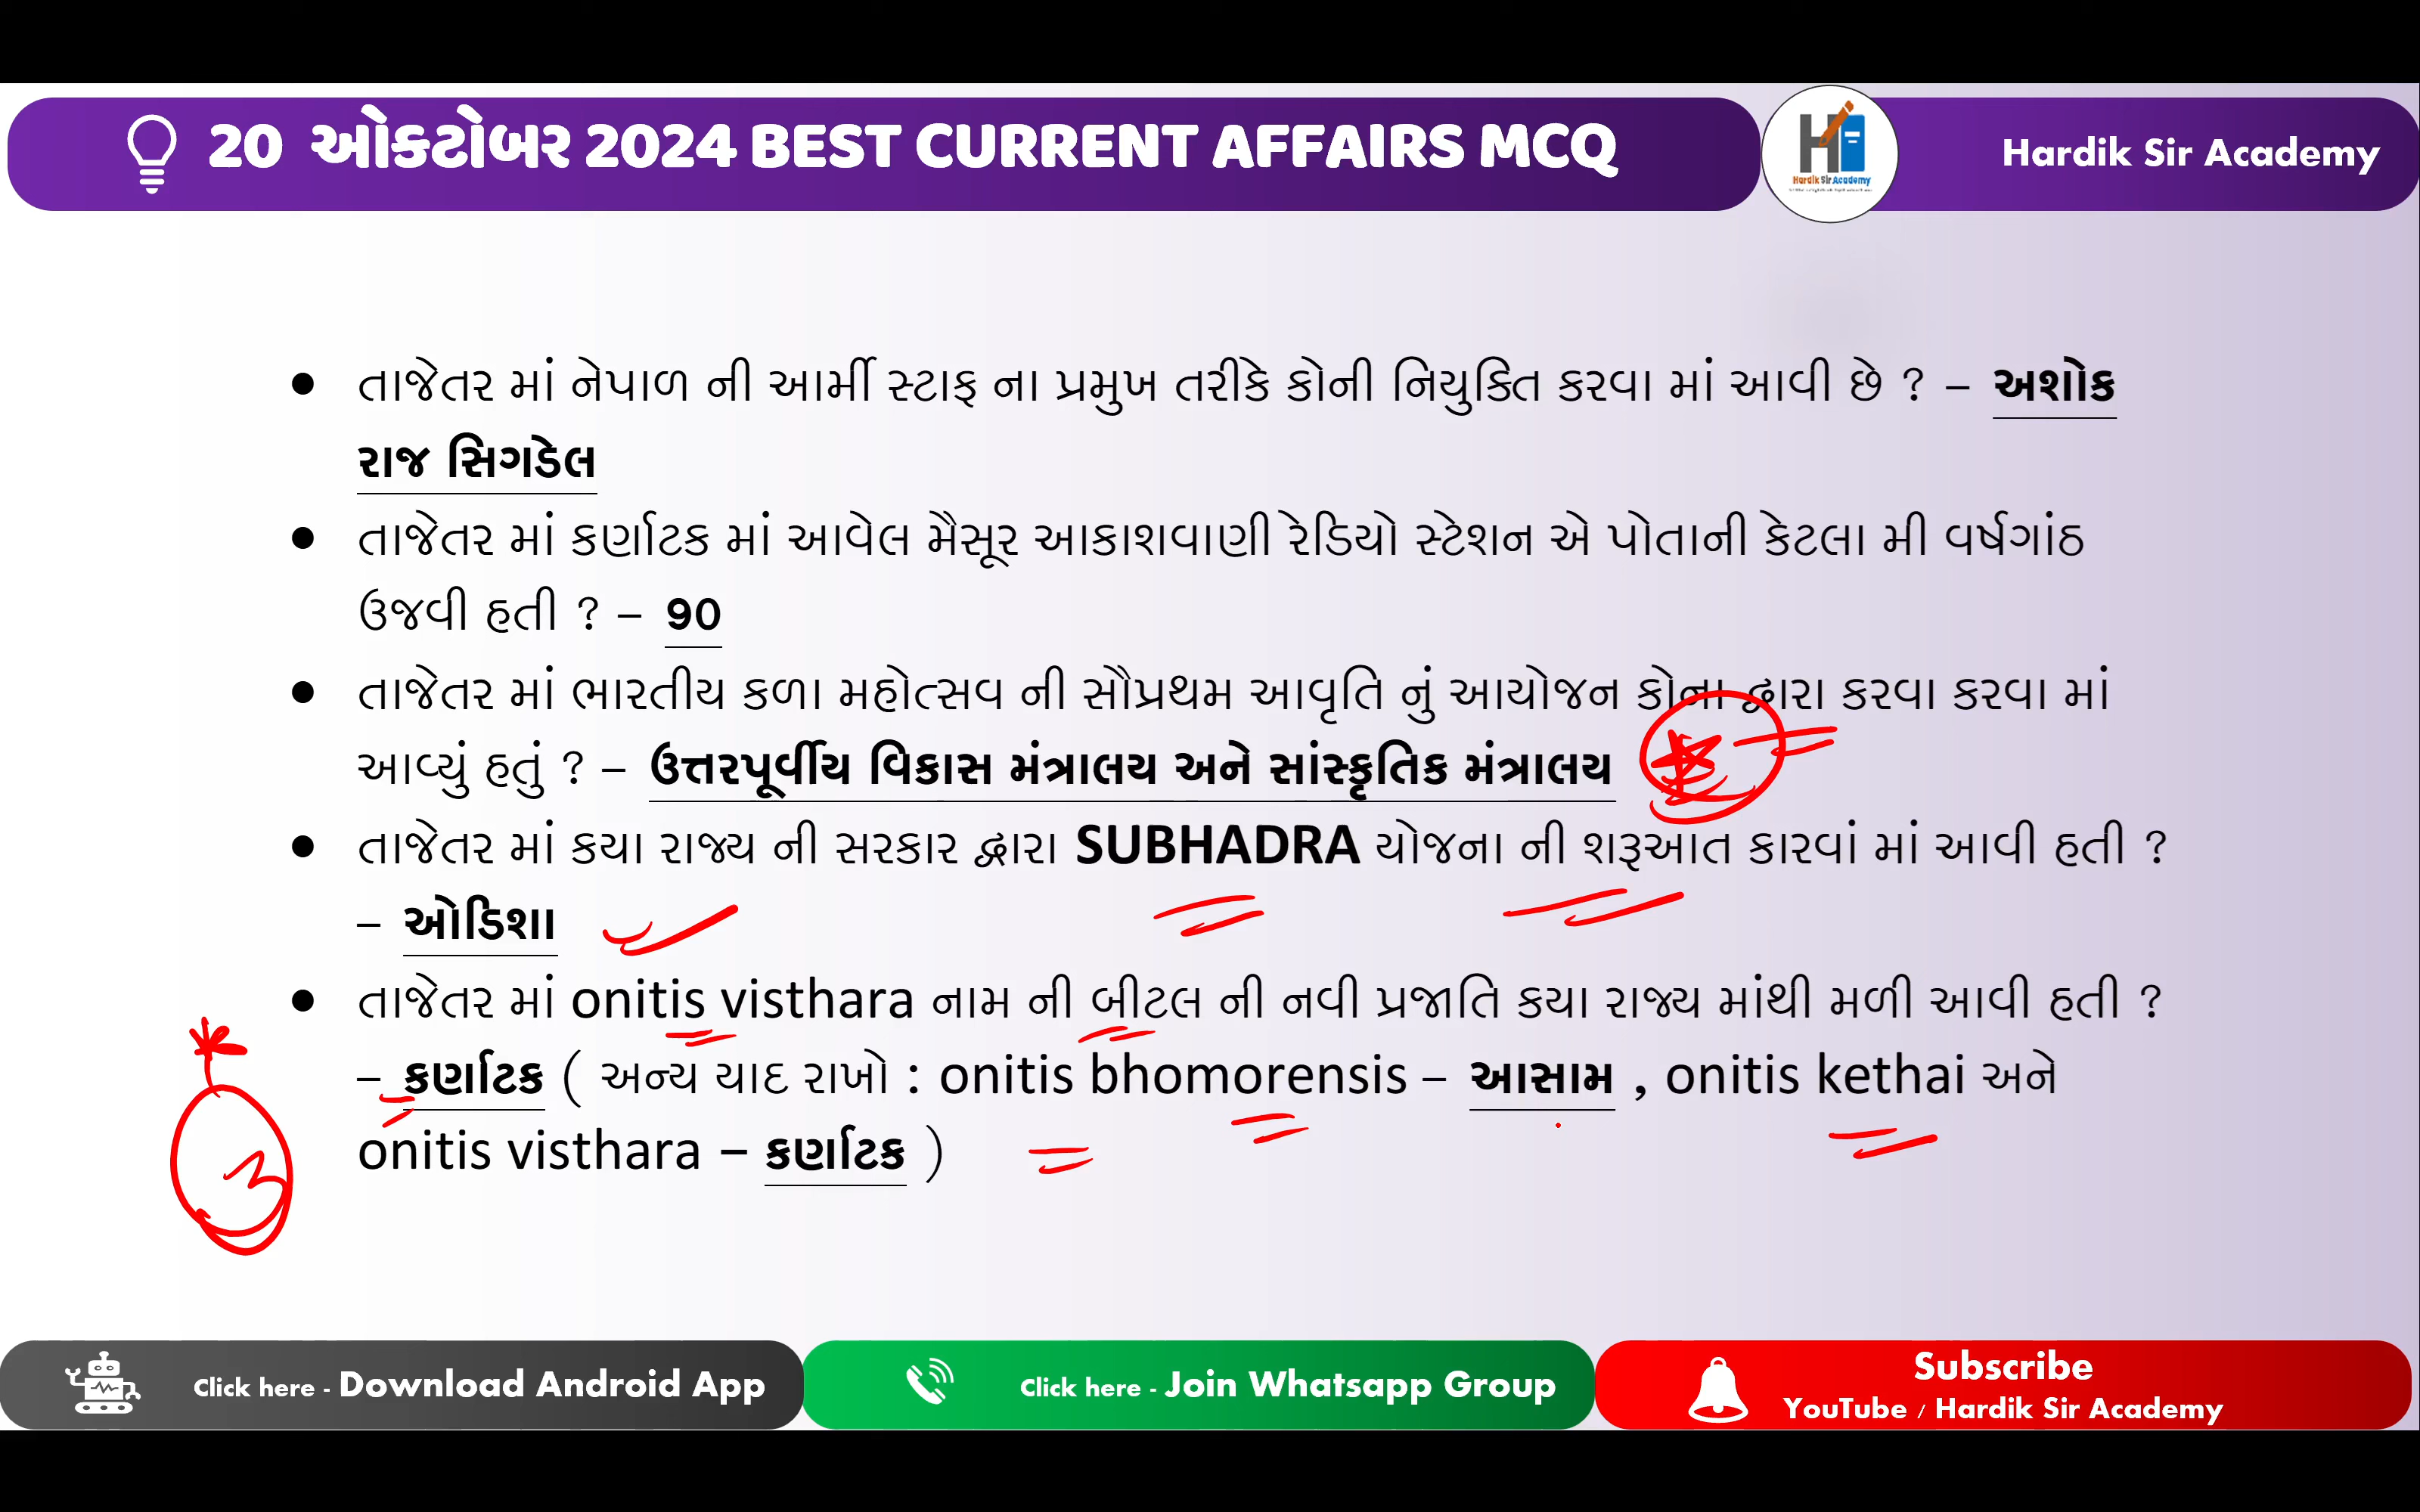 20 ઓકટોબર 2024 BEST CURRENT AFFAIRS MCQ
Hardik Sir Academy
Hardik Sir Academy
• તાજેતર માં નેપાળ ની આર્મી સ્ટાફ ના પ્રમુખ તરીકે કોની નિયુક્તિ કરવા માં આવી છે ? – અશોક
રાજ સિગડેલ
• તાજેતર માં કર્ણાટક માં આવેલ મૈસૂર આકાશવાણી રેડિયો સ્ટેશન એ પોતાની કેટલા મી વર્ષગાંઠ
ઉજવી હતી ? – 90
• તાજેતર માં ભારતીય કળા મહોત્સવ ની સૌપ્રથમ આવૃતિ નું આયોજન કોના દ્વારા કરવા કરવા માં
આવ્યું હતું ? – ઉત્તરપૂર્વીય વિકાસ મંત્રાલય અને સાંસ્કૃતિક મંત્રાલય
• તાજેતર માં કયા રાજ્ય ની સરકાર દ્વારા SUBHADRA યોજના ની શરૂઆત કારવાં માં આવી હતી ?
– ઓડિશા
• તાજેતર માં onitis visthara નામ ની બીટલ ની નવી પ્રજાતિ કયા રાજ્ય માંથી મળી આવી હતી ?
– કર્ણાટક ( અન્ય યાદ રાખો : onitis bhomorensis – આસામ , onitis kethai અને
onitis visthara – કર્ણાટક )
3
Click here - Download Android App
Click here - Join Whatsapp Group
Subscribe
YouTube / Hardik Sir Academy